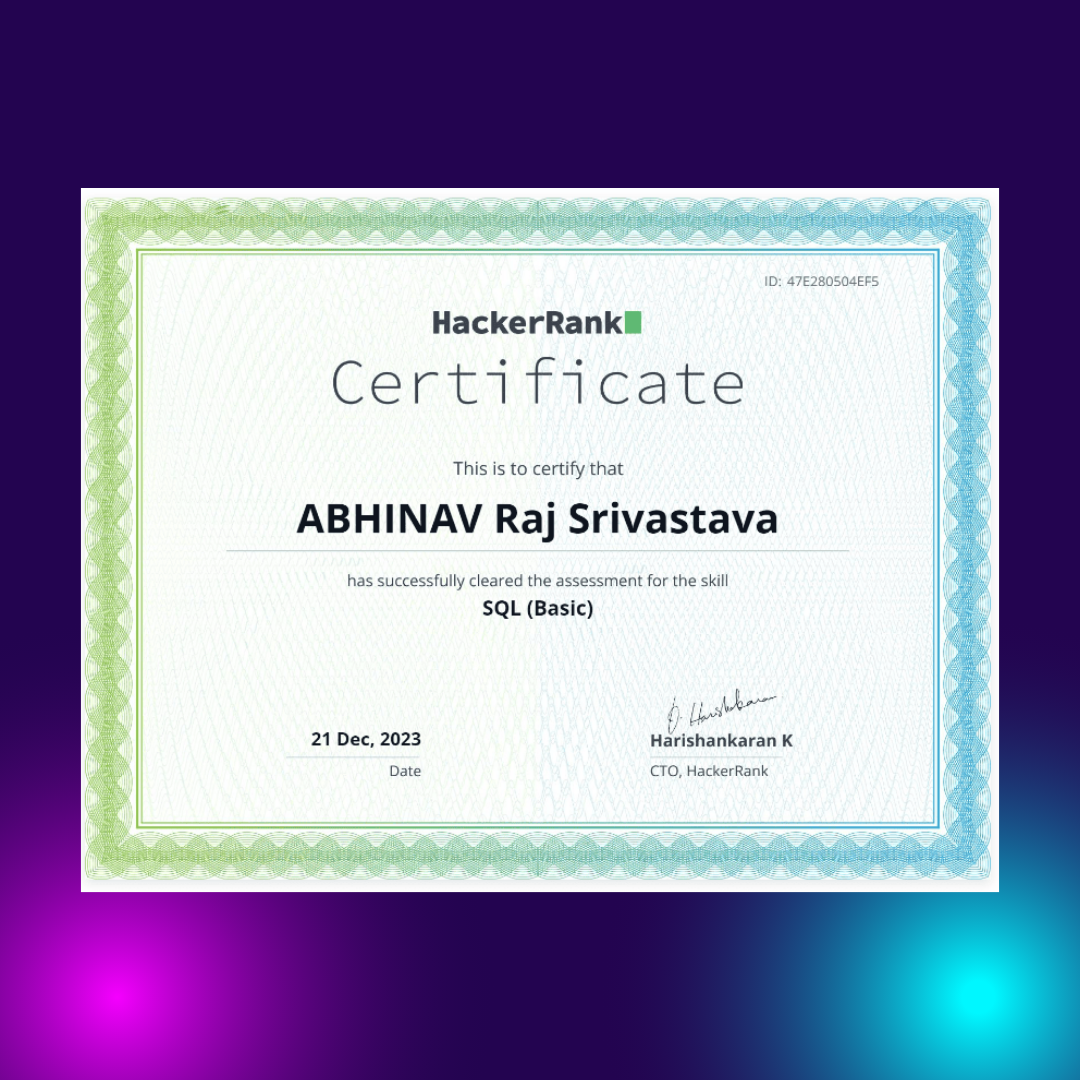 ID: 47E280504EF5
HackerRank
Certificate
This is to certify that
ABHINAV Raj Srivastava
has successfully cleared the assessment for the skill
SQL (Basic)
21 Dec, 2023
Date
Harishankaran K
CTO, HackerRank